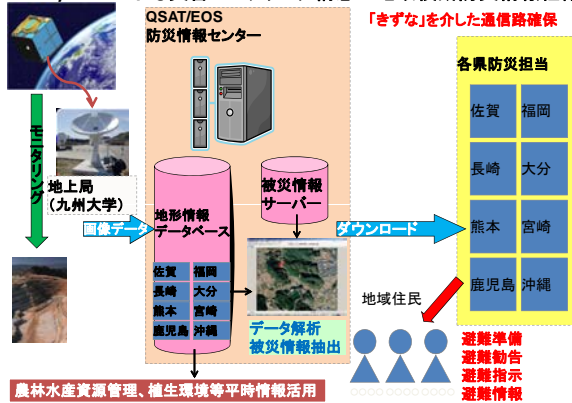 QSAT/EOS
防災情報センター
「きずな」を介した通信路確保
各県防災担当
佐賀 福岡
長崎 大分
熊本 宮崎
鹿児島 沖縄
モニタリング
地上局
（九州大学）
画像データ
地形情報
データベース
佐賀 福岡
長崎 大分
熊本 宮崎
鹿児島 沖縄
被災情報
サーバー
ダウンロード
データ解析
被災情報抽出
地域住民
避難準備
避難勧告
避難指示
避難情報
農林水産資源管理、植生環境等平時情報活用